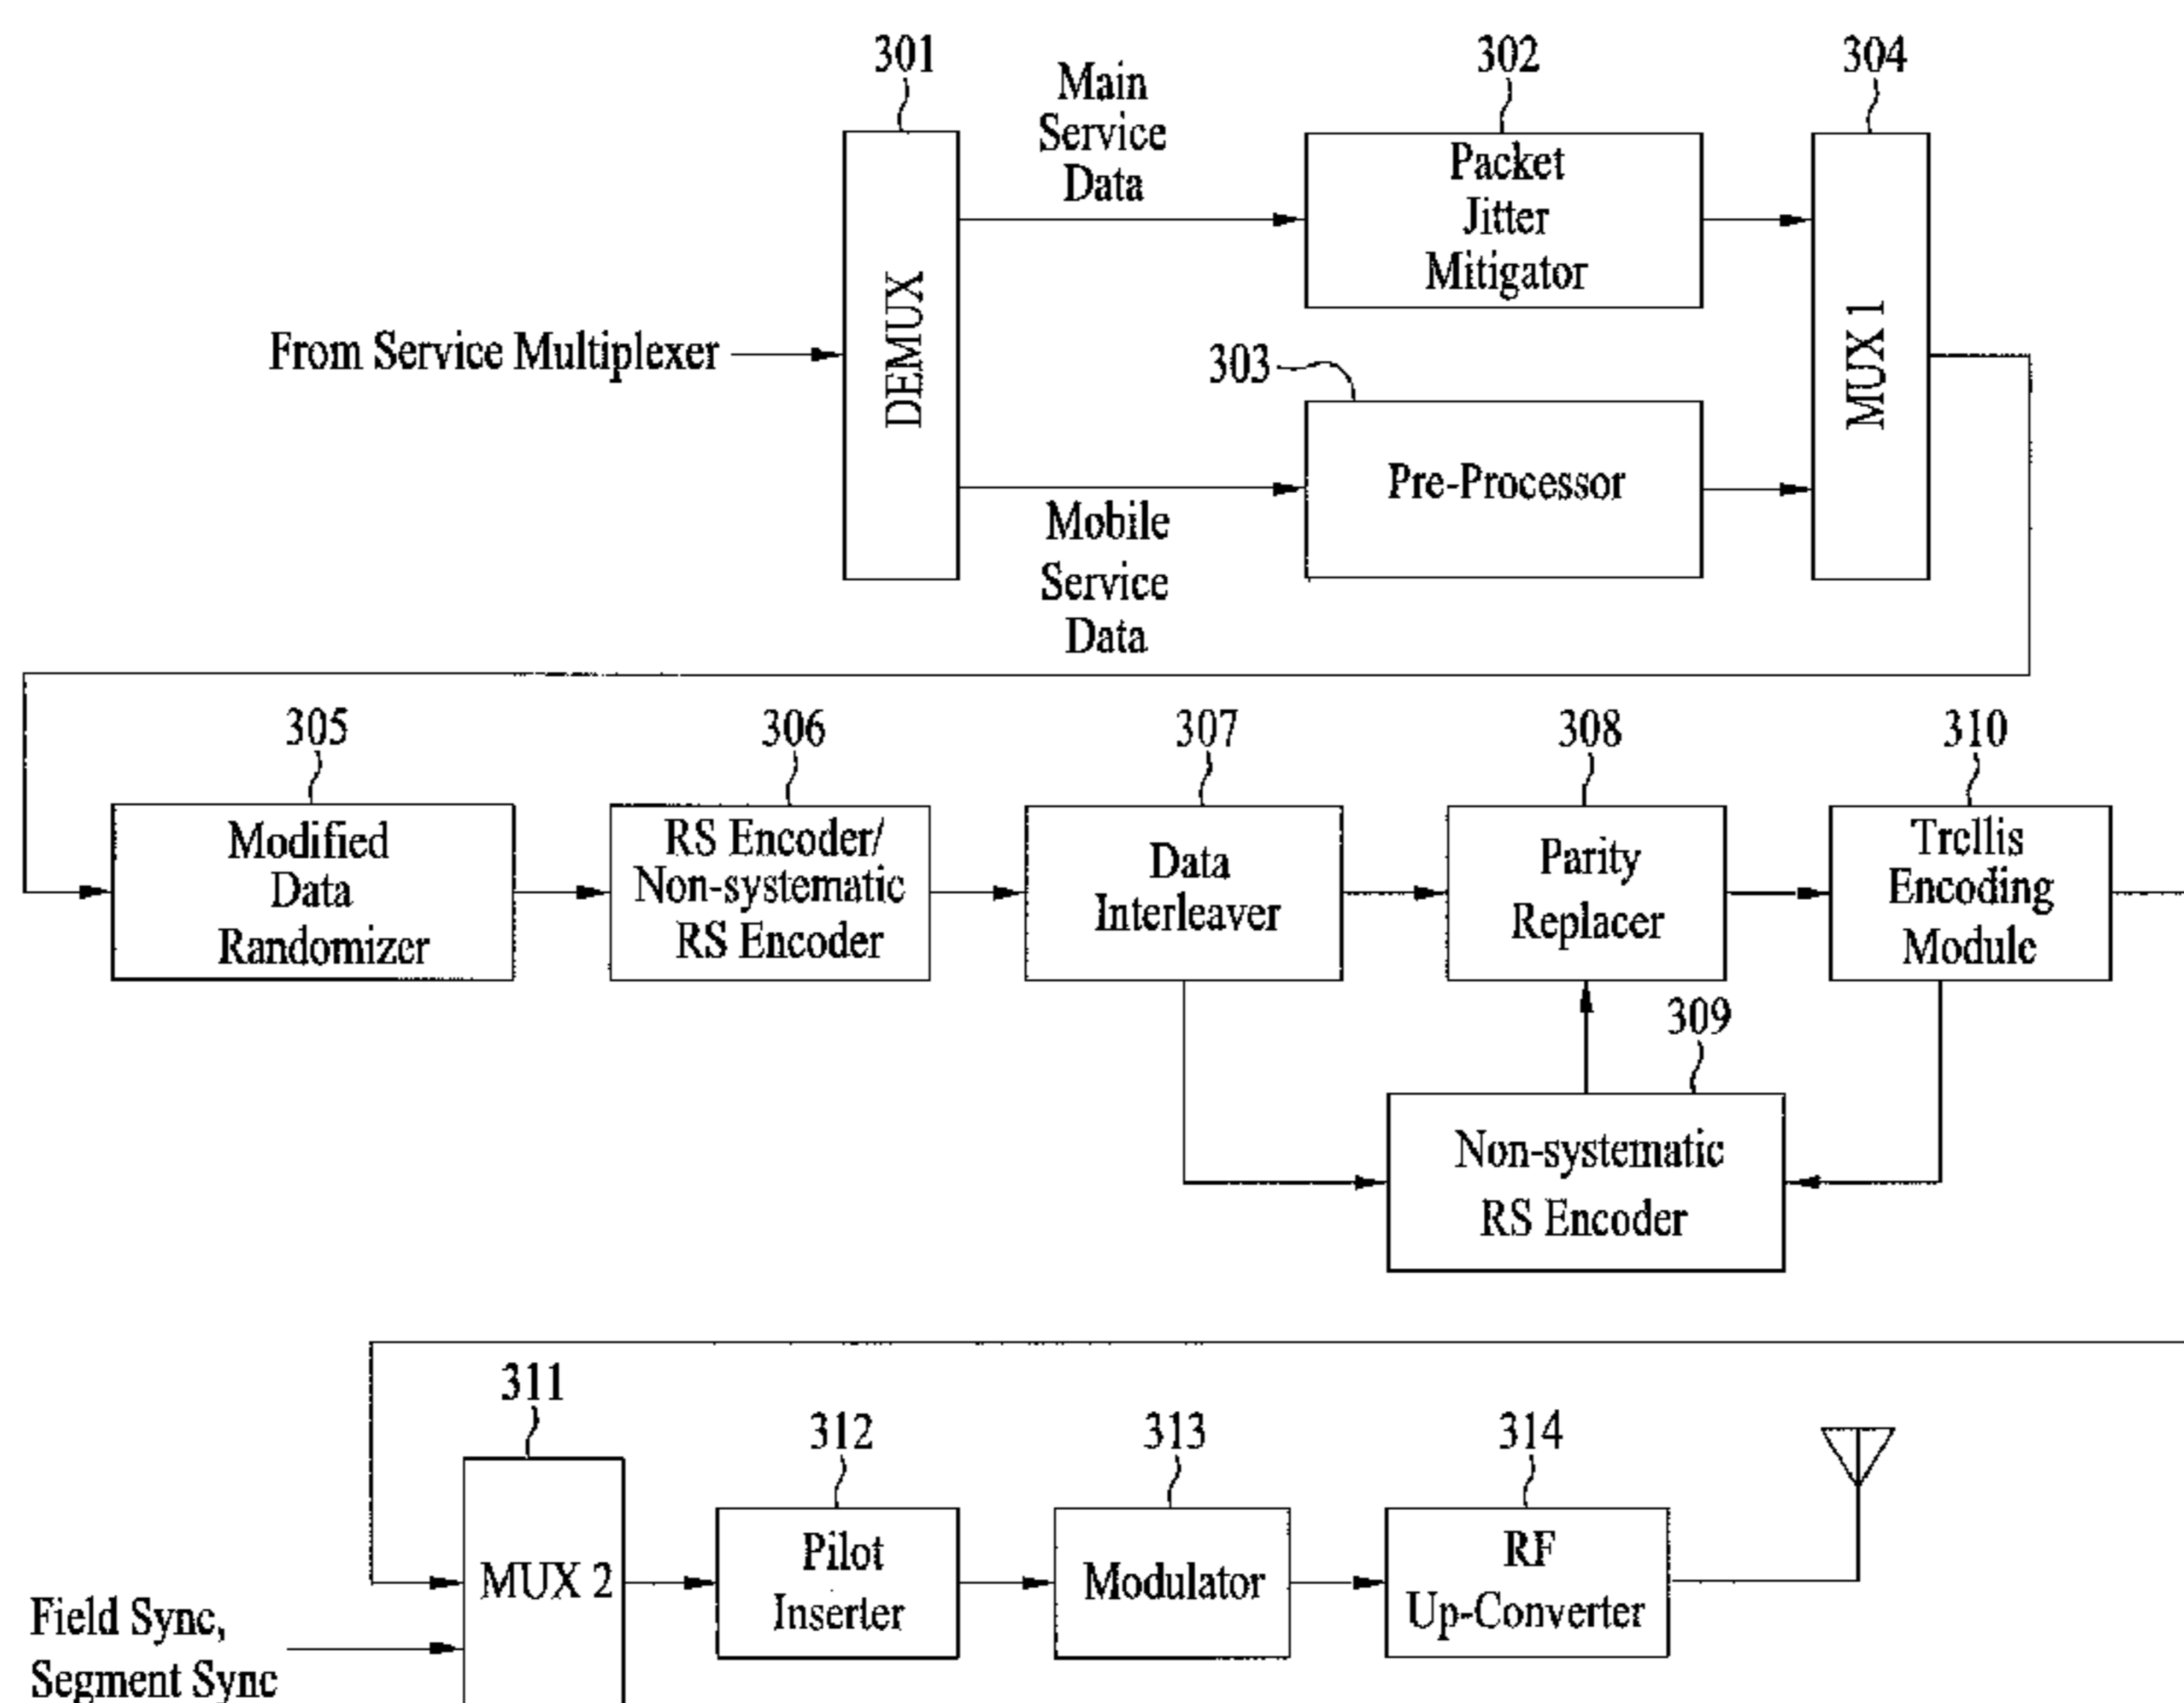 301
302
304
Main
Service
Data
Packet
Jitter
Mitigator
DEMUX
MUX 1
From Service Multiplexer
303
Pre-Processor
Mobile
Service
Data
305
306
307
308
310
Modified
Data
Randomizer
RS Encoder/
Non-systematic
RS Encoder
Data
Interleaver
Parity
Replacer
Trellis
Encoding
Module
309
Non-systematic
RS Encoder
311
312
313
314
MUX 2
Pilot
Inserter
Modulator
RF
Up-Converter
Field Sync,
Segment Sync